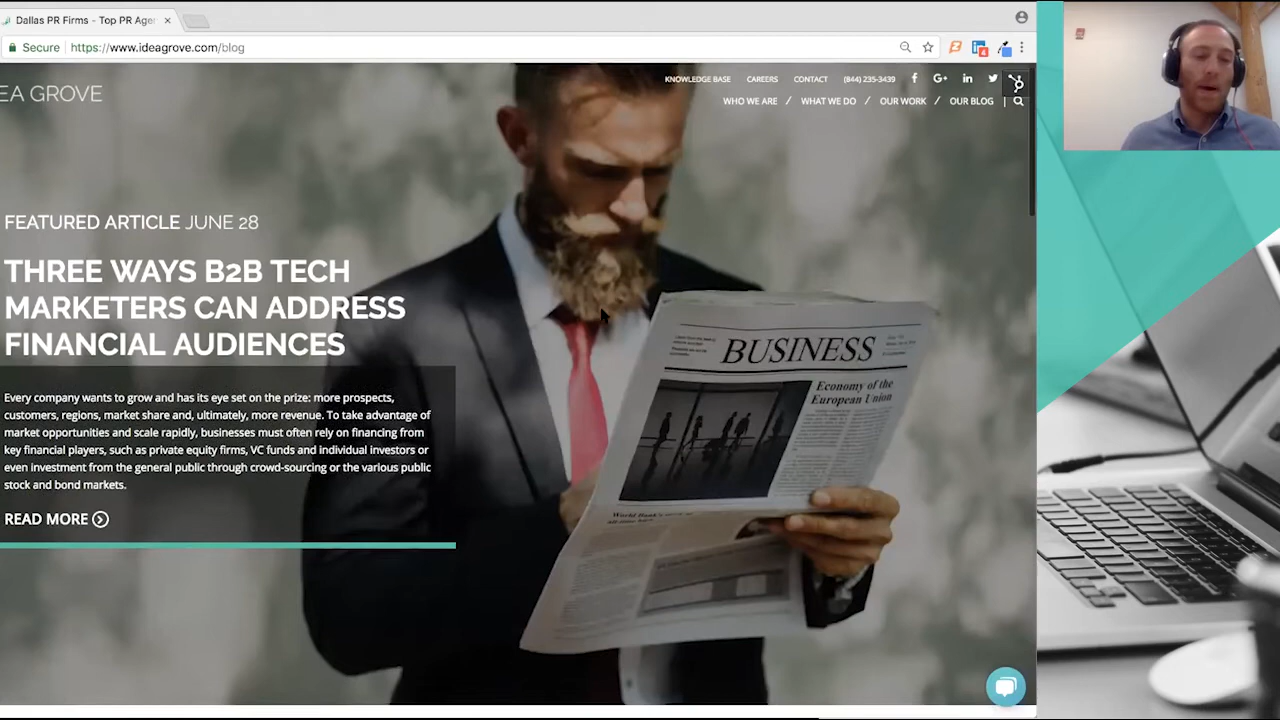 Dallas PR Firms - Top PR Agen
Secure
https://www.ideagrove.com/blog
4
KNOWLEDGE BASE
CAREERS
CONTACT
(844) 235-3439
EA GROVE
WHO WE ARE / WHAT WE DO / OUR WORK / OUR BLOG
FEATURED ARTICLE JUNE 28
THREE WAYS B2B TECH
MARKETERS CAN ADDRESS
FINANCIAL AUDIENCES
Every company wants to grow and has its eye set on the prize: more prospects,
customers, regions, market share and, ultimately, more revenue. To take advantage of
market opportunities and scale rapidly, businesses must often rely on financing from
key financial players, such as private equity firms, VC funds and individual investors or
even investment from the general public through crowd-sourcing or the various public
stock and bond markets.
READ MORE
BUSINESS
Economy of the
European Union